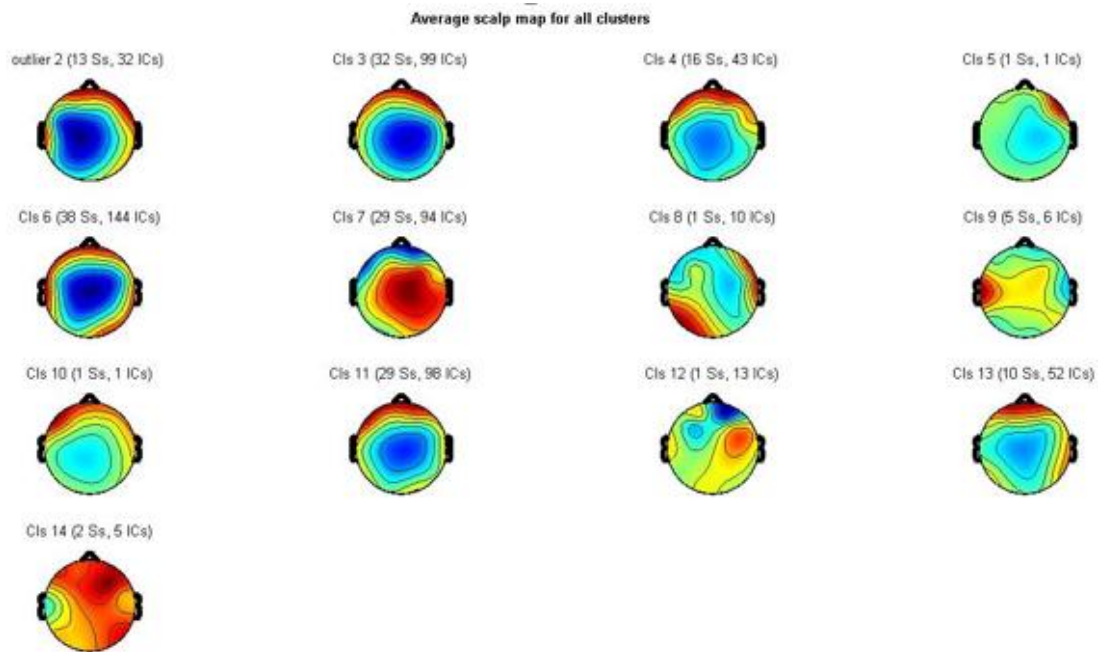 Average scalp map for all clusters
outlier 2 (13 Ss, 32 ICs)
Cls 3 (32 Ss, 99 ICs)
Cls 4 (16 Ss, 43 ICs)
Cls 5 (1 Ss, 1 ICs)
Cls 6 (38 Ss, 144 ICs)
Cls 7 (29 Ss, 94 ICs)
Cls 8 (1 Ss, 10 ICs)
Cls 9 (5 Ss, 6 ICs)
Cls 10 (1 Ss, 1 ICs)
Cls 11 (29 Ss, 98 ICs)
Cls 12 (1 Ss, 13 ICs)
Cls 13 (10 Ss, 52 ICs)
Cls 14 (2 Ss, 5 ICs)